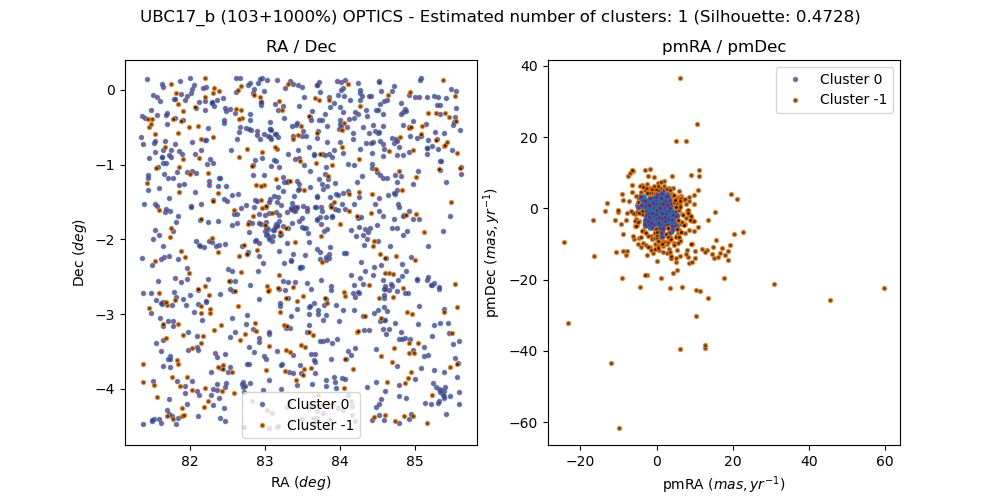 UBC17_b (103+1000%) OPTICS - Estimated number of clusters: 1 (Silhouette: 0.4728)
RA / Dec
Dec (deg)
0
−1
−2
−3
−4
82
83
84
85
RA (deg)
Cluster 0
Cluster -1
pmRA / pmDec
pmDec (mas, yr⁻¹)
40
20
0
−20
−40
−60
−20
0
20
40
60
pmRA (mas, yr⁻¹)
Cluster 0
Cluster -1